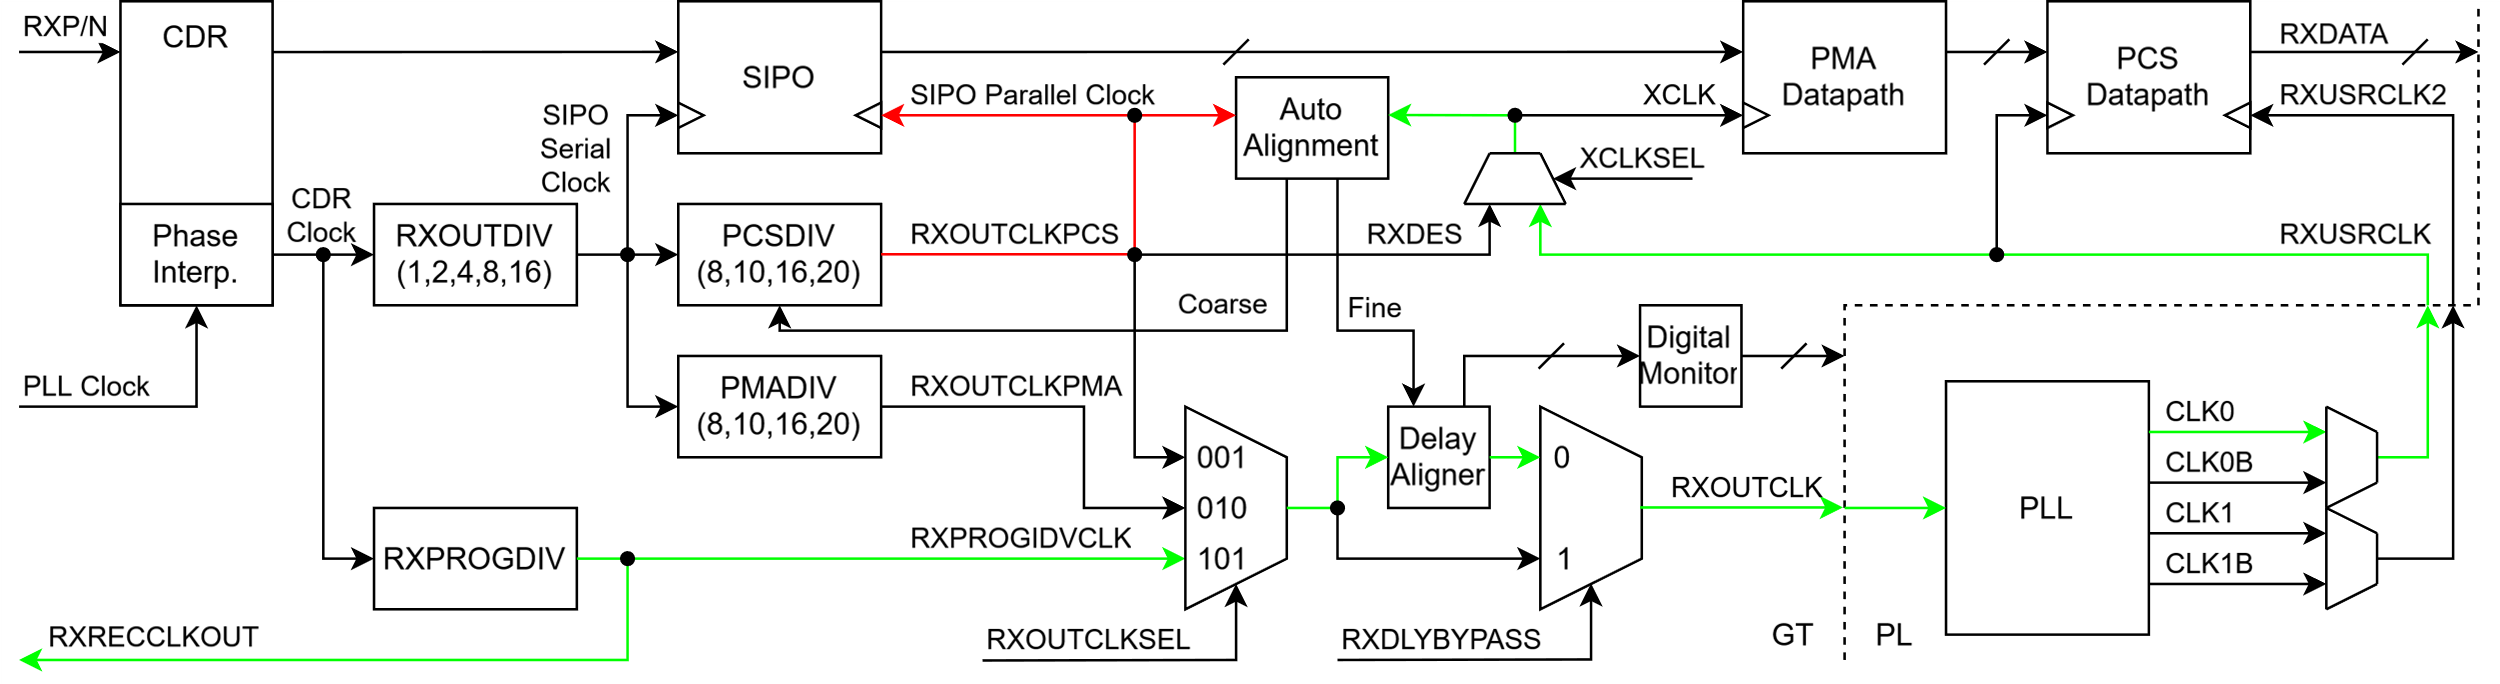 RXP/N
CDR
SIPO
PMA
Datapath
PCS
Datapath
RXDATA
SIPO Parallel Clock
Auto
Alignment
XCLK
RXUSRCLK2
SIPO
Serial
Clock
XCLKSEL
CDR
Clock
Phase
Interp.
RXOUTDIV
(1,2,4,8,16)
PCSDIV
(8,10,16,20)
RXOUTCLKPCS
RXDES
RXUSRCLK
Coarse
Fine
Digital
Monitor
PLL Clock
PMADIV
(8,10,16,20)
RXOUTCLKPMA
001
010
101
Delay
Aligner
0
1
RXOUTCLK
PLL
CLK0
CLK0B
CLK1
CLK1B
RXPROGDIV
RXPROGIDVCLK
RXRECCLKOUT
RXOUTCLKSEL
RXDLYBYPASS
GT
PL